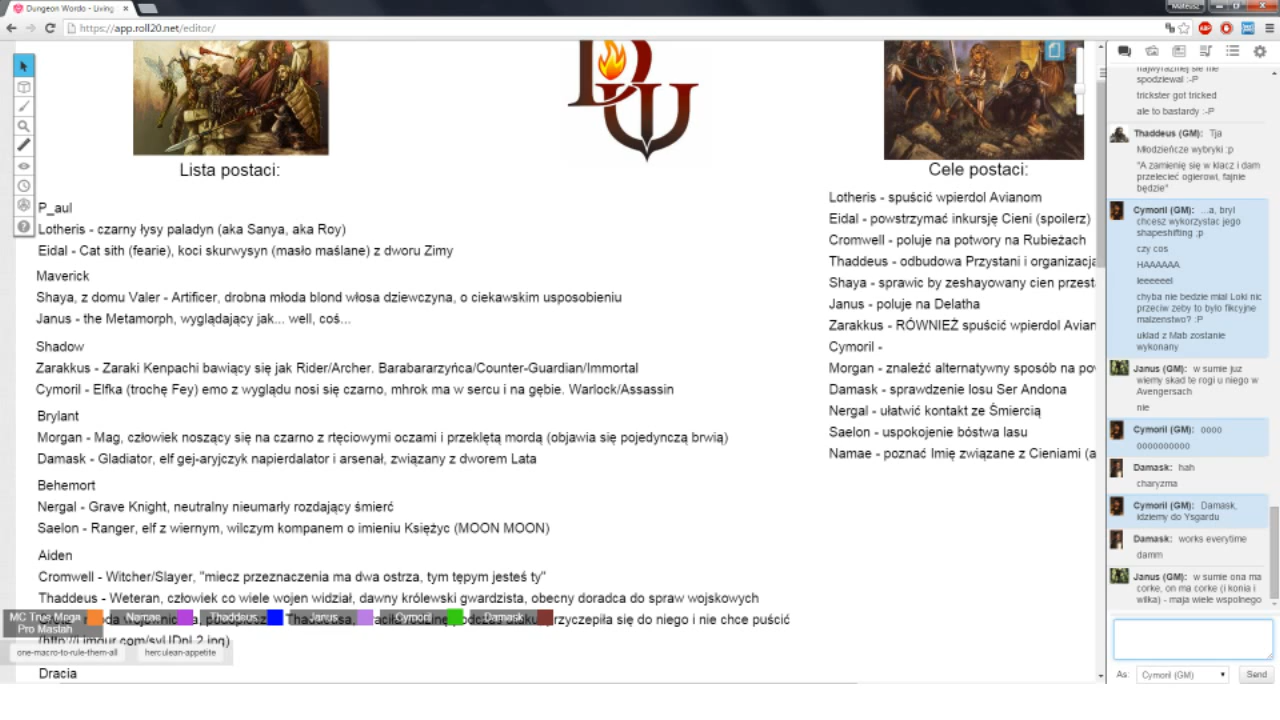 Dungeon Wordo - Living
Mateusz
https://app.roll20.net/editor/
Lista postaci:
P_aul
Lotheris - czarny łysy paladyn (aka Sanya, aka Roy)
Eidal - Cat sith (fearie), koci skurwysyn (masło maślane) z dworu Zimy
Maverick
Shaya, z domu Valer - Artificer, drobna młoda blond włosa dziewczyna, o ciekawskim usposobieniu
Janus - the Metamorph, wyglądający jak... well, coś...
Shadow
Zarakkus - Zaraki Kenpachi bawiący się jak Rider/Archer. Barabararzyńca/Counter-Guardian/Immortal
Cymoril - Elfka (trochę Fey) emo z wyglądu nosi się czarno, mhrok ma w sercu i na gębie. Warlock/Assassin
Brylant
Morgan - Mag, człowiek noszący się na czarno z rtęciowymi oczami i przeklętą mordą (objawia się pojedynczą brwią)
Damask - Gladiator, elf gej-aryjczyk napierdalator i arsenał, związany z dworem Lata
Behemort
Nergal - Grave Knight, neutralny nieumarły rozdający śmierć
Saelon - Ranger, elf z wiernym, wilczym kompanem o imieniu Księżyc (MOON MOON)
Aiden
Cromwell - Witcher/Slayer, "miecz przeznaczenia ma dwa ostrza, tym tępym jesteś ty"
Thaddeus - Weteran, człowiek co wiele wojen widział, dawny królewski gwardzista, obecny doradca do spraw wojskowych
rzyczepiła się do niego i nie chce puścić
Dracia
MC True Maga
Pro Mastah
Namae
Thaddeus
Janus
Cymoril
Damask
one-macro-to-rule-them-all
herculean-appetite
Cele postaci:
Lotheris - spuścić wpierdol Avianom
Eidal - powstrzymać inkursję Cieni (spoilerz)
Cromwell - poluje na potwory na Rubieżach
Thaddeus - odbudowa Przystani i organizacja
Shaya - sprawic by zeshayowany cien przest
Janus - poluje na Delatha
Zarakkus - RÓWNIEŻ spuścić wpierdol Avian
Cymoril -
Morgan - znaleźć alternatywny sposób na po
Damask - sprawdzenie losu Ser Andona
Nergal - ułatwić kontakt ze Śmiercią
Saelon - uspokojenie bóstwa lasu
Namae - poznać Imię związane z Cieniami (a
spodziewal :-P
trickster got tricked
ale to bastardy :-P
Thaddeus (GM): Tja
Młodzieńcze wybryki ;p
"A zamienię się w klacz i dam
przelecieć ogierowi, fajnie
będzie"
Cymoril (GM): ...a, bryl
chcesz wykorzystac jego
shapeshifting ;p
czy cos
HAAAAAA
leeeeeel
chyba nie bedzie mial Loki nic
przeciw zeby to bylo fikcyjne
malzenstwo? :P
uklad z Mab zostanie
wykonany
Janus (GM): w sumie juz
wiemy skad te rogi u niego w
Avengersach
nie
Cymoril (GM): oooo
oooooooooo
Damask: hah
charyzma
Cymoril (GM): Damask,
idziemy do Ysgardu
Damask: works everytime
damm
Janus (GM): w sumie ona ma
corke, on ma corke (i konia i
wilka) - maja wiele wspolnego
As: Cymoril (GM) Send